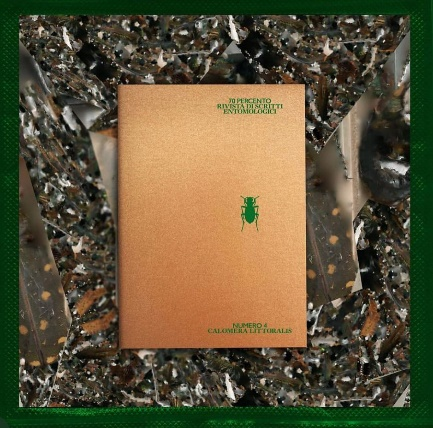 70 PERCENTO
RIVISTA DI SCRITTI
ENTOMOLOGICI
NUMERO 4
CALOMERA LITTORALIS